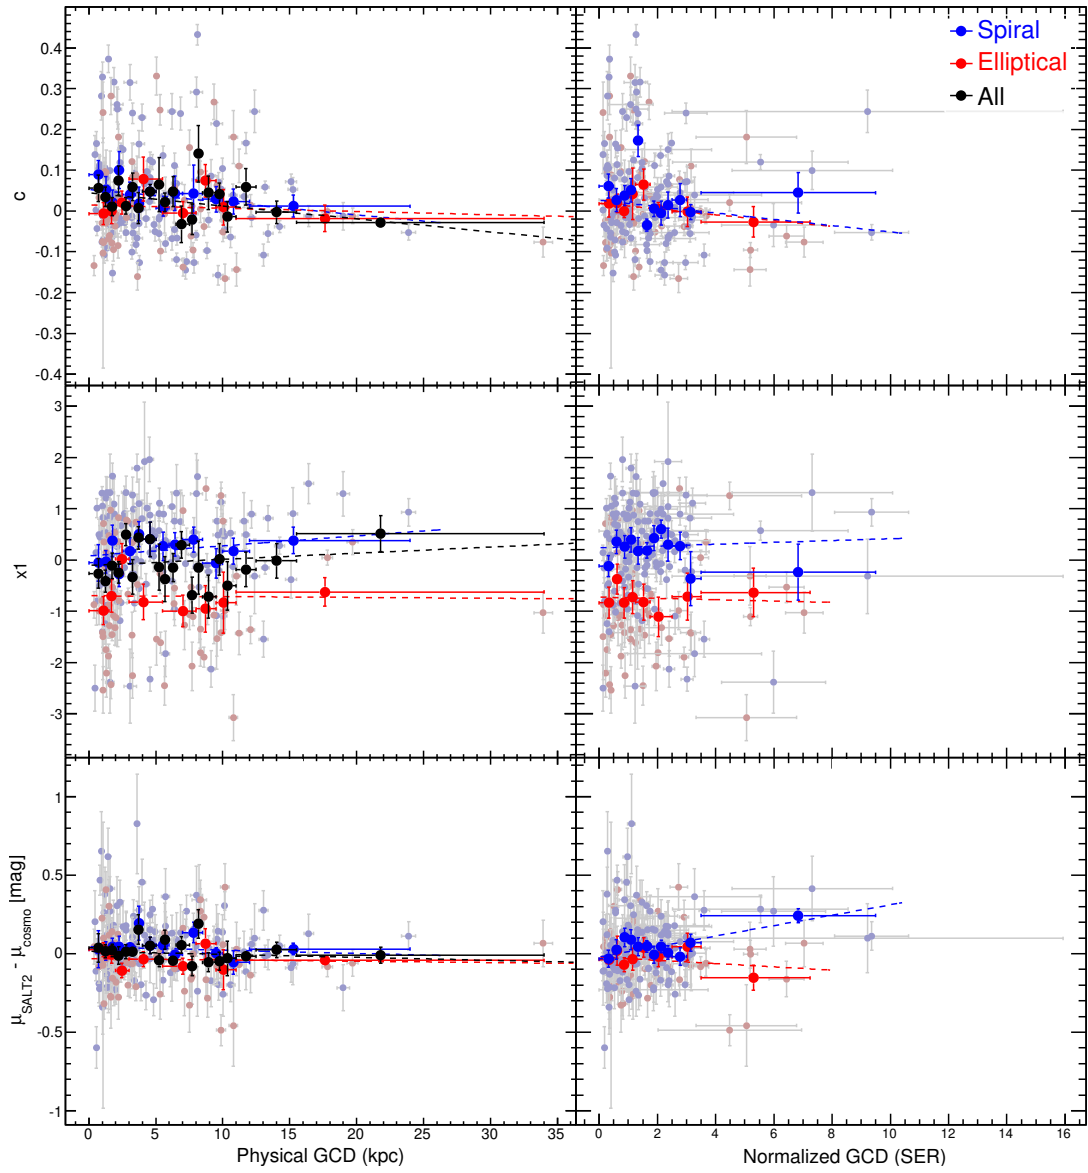 Spiral
Elliptical
All
0.4
0.3
0.2
0.1
0
-0.1
-0.2
-0.3
-0.4
c
3
2
1
0
-1
-2
-3
x1
1
0.5
0
-0.5
-1
μSALT2 - μcosmo [mag]
0 5 10 15 20 25 30 35
0 2 4 6 8 10 12 14 16
Physical GCD (kpc)
Normalized GCD (SER)